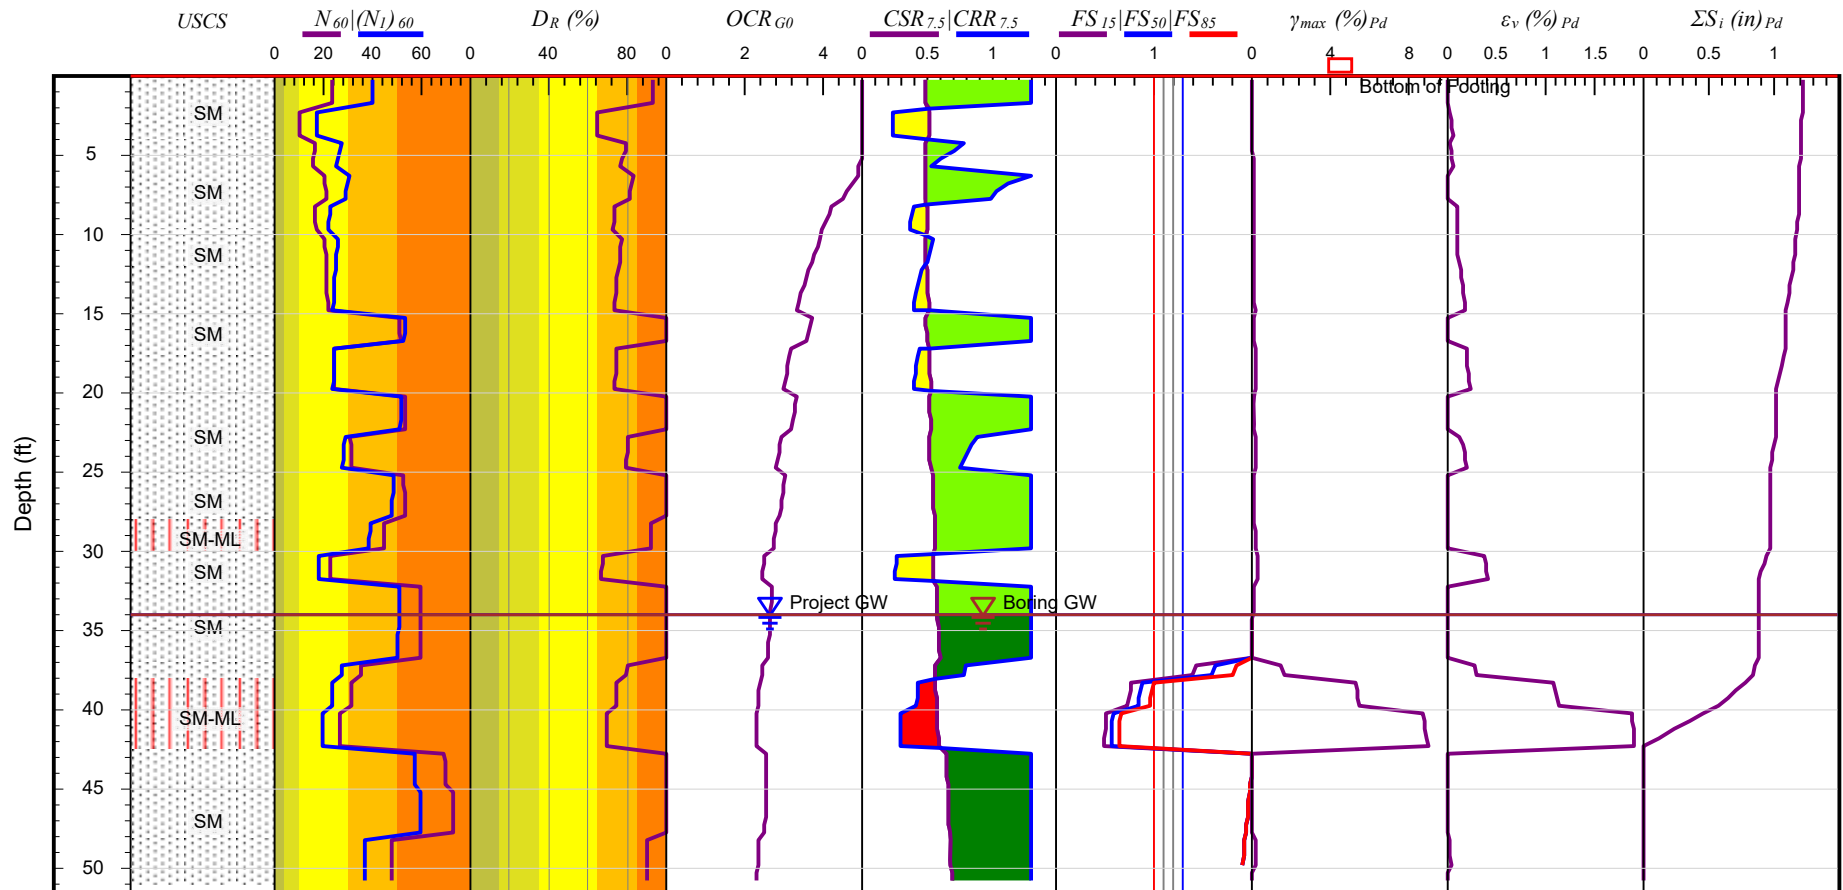 USCS N60|(N1)60 DR (%) OCR G0 CSR7.5|CRR7.5 FS15|FS50|FS85 γmax (%) Pd εv (%) Pd ΣSi (in) Pd
0 20 40 60 0 40 80 0 2 4 0 0.5 1 0 1 0 4 8 0 0.5 1 1.5 0 0.5 1
Bottom of Footing
SM
5
SM
10
SM
15
SM
20
SM
25
SM
SM-ML
30
SM
Project GW Boring GW
SM
35
SM-ML
40
45
SM
50
Depth (ft)